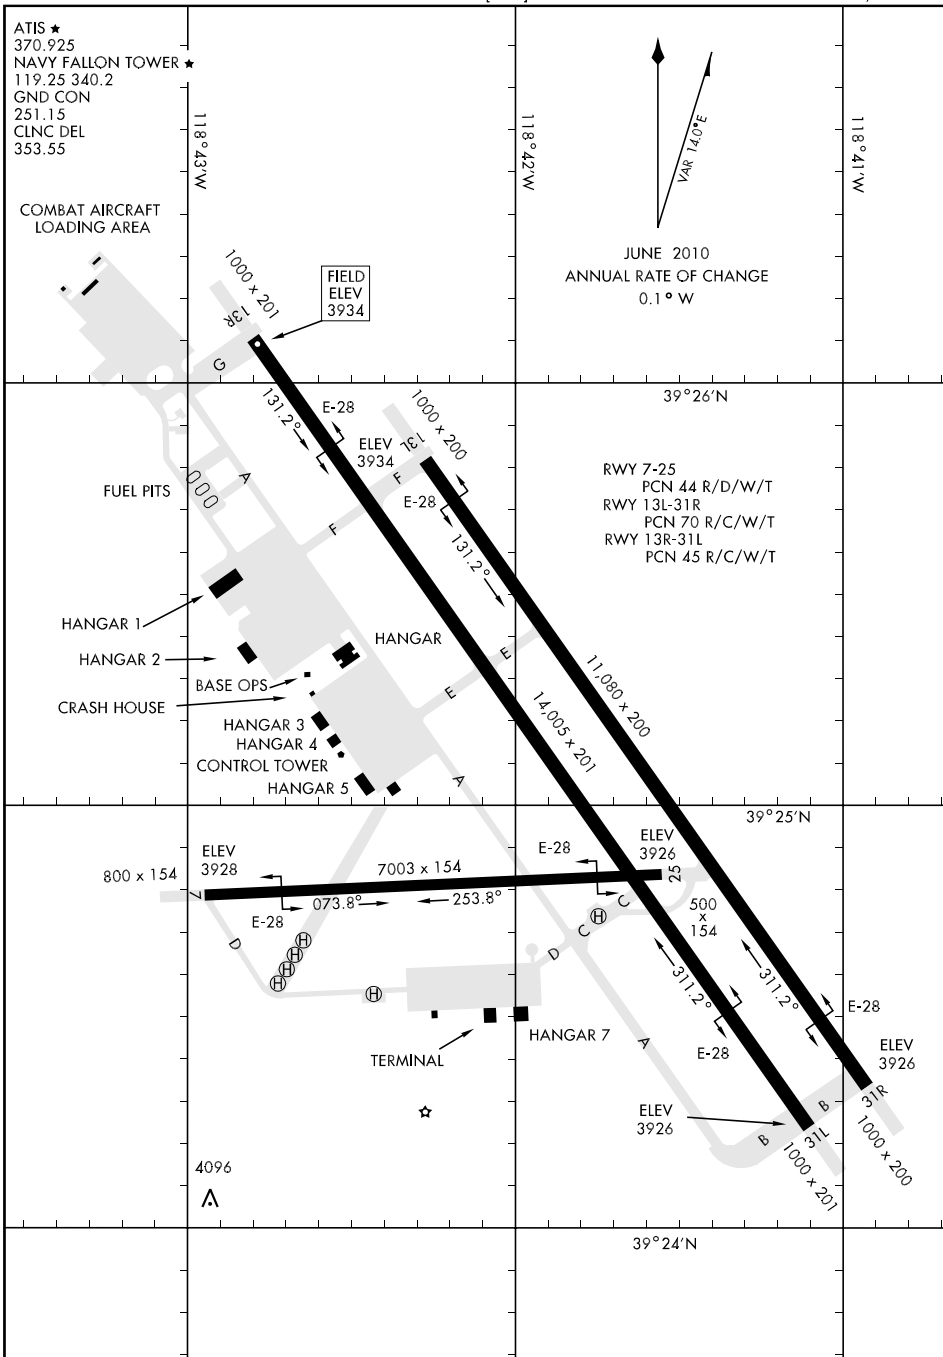 ATIS ★
370.925
NAVY FALLON TOWER ★
119.25 340.2
GND CON
251.15
CLNC DEL
353.55
118°43'W
118°42'W
118°41'W
VAR 14.0°E
JUNE 2010
ANNUAL RATE OF CHANGE
0.1° W
COMBAT AIRCRAFT
LOADING AREA
1000 x 201
13R
FIELD
ELEV
3934
G
39°26'N
131.2°
E-28
ELEV
3934
1000 x 200
13L
RWY 7-25
PCN 44 R/D/W/T
RWY 13L-31R
PCN 70 R/C/W/T
RWY 13R-31L
PCN 45 R/C/W/T
A
F
F
E-28
131.2°
FUEL PITS
HANGAR 1
HANGAR 2
HANGAR
BASE OPS
CRASH HOUSE
HANGAR 3
HANGAR 4
CONTROL TOWER
HANGAR 5
E
E
A
11,080 x 200
14,005 x 201
39°25'N
800 x 154
ELEV
3928
7003 x 154
E-28
ELEV
3926
7
25
E-28
073.8°
253.8°
D
H
H
H
H
H
H
C
C
D
500
x
154
311.2°
311.2°
E-28
E-28
A
TERMINAL
HANGAR 7
ELEV
3926
ELEV
3926
B
B
31L
31R
1000 x 201
1000 x 200
4096
39°24'N